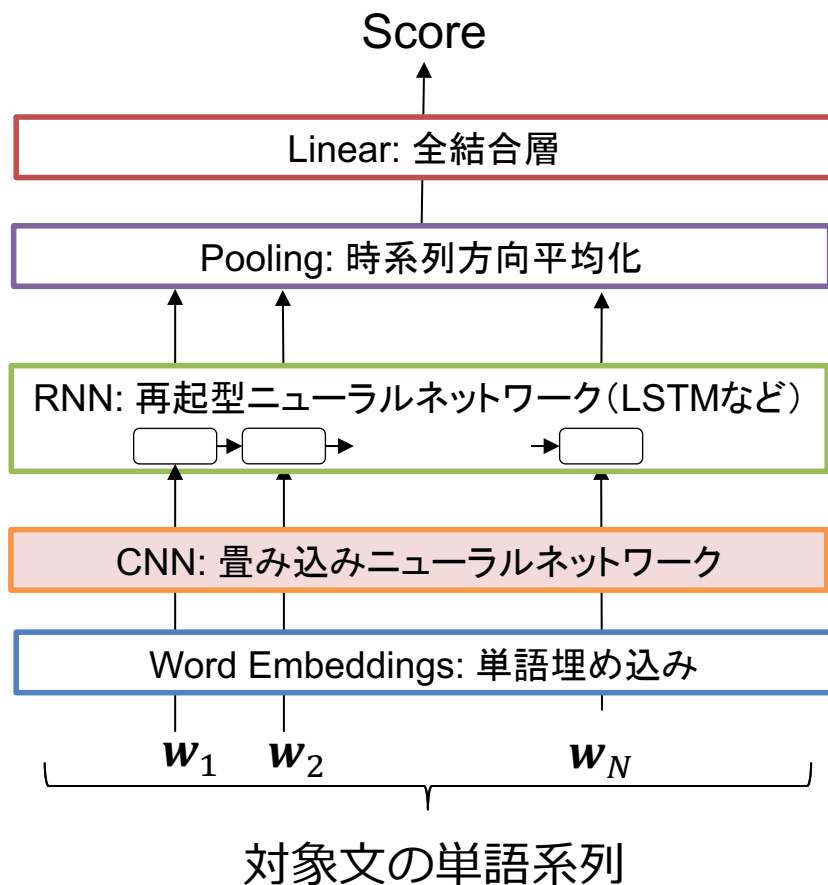 Score
Linear: 全結合層
Pooling: 時系列方向平均化
RNN: 再起型ニューラルネットワーク（LSTMなど）
CNN: 畳み込みニューラルネットワーク
Word Embeddings: 単語埋め込み
w₁ w₂ w_N
対象文の単語系列